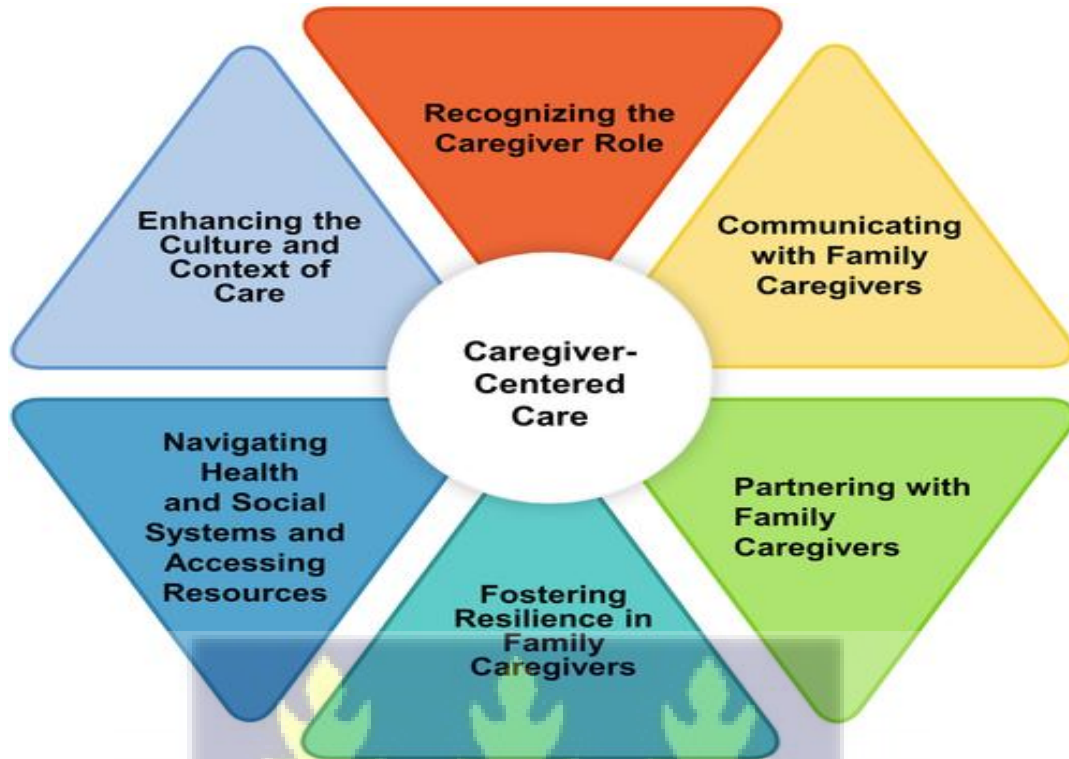 Recognizing the
Caregiver Role
Communicating
with Family
Caregivers
Partnering with
Family
Caregivers
Fostering
Resilience in
Family
Caregivers
Navigating
Health
and Social
Systems and
Accessing
Resources
Enhancing the
Culture and
Context of
Care
Caregiver-
Centered
Care